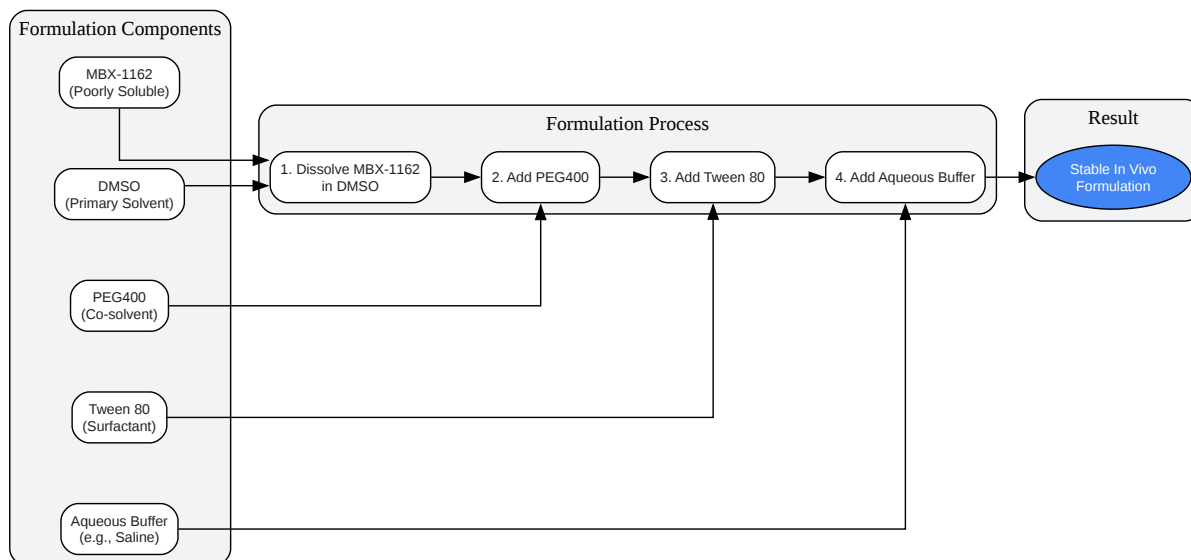 Formulation Components
MBX-1162
(Poorly Soluble)
DMSO
(Primary Solvent)
PEG400
(Co-solvent)
Tween 80
(Surfactant)
Aqueous Buffer
(e.g., Saline)
Formulation Process
1. Dissolve MBX-1162
in DMSO
2. Add PEG400
3. Add Tween 80
4. Add Aqueous Buffer
Result
Stable In Vivo
Formulation